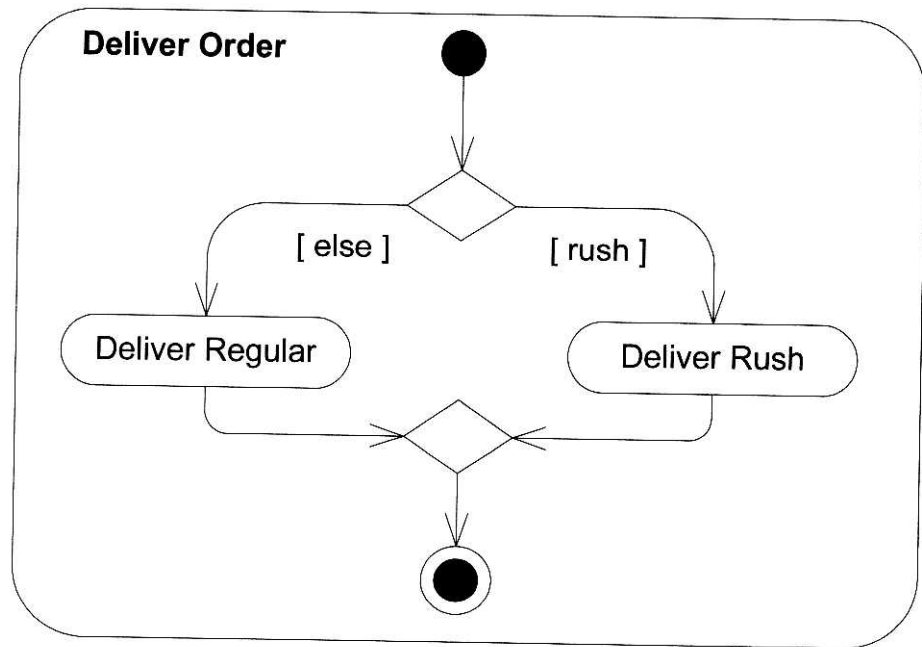 Deliver Order
[ else ]
[ rush ]
Deliver Regular
Deliver Rush